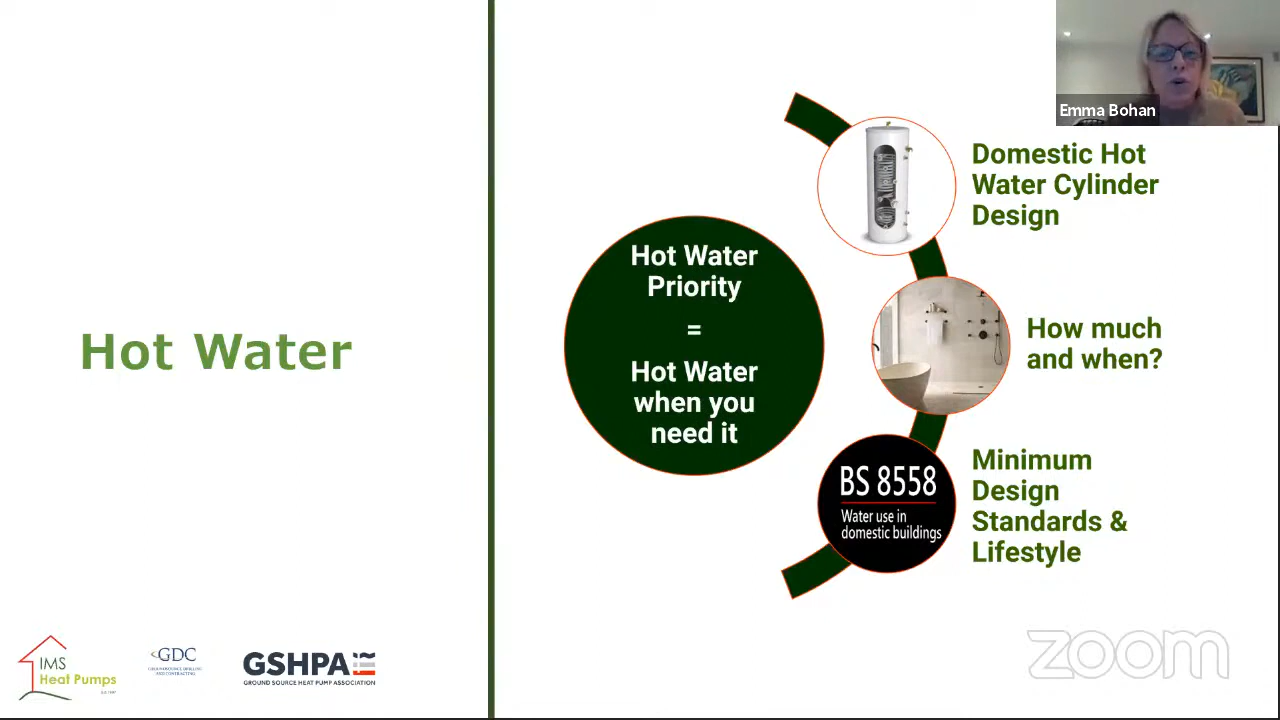 Hot Water
Hot Water
Priority
=
Hot Water
when you
need it
Emma Bohan
Domestic Hot
Water Cylinder
Design
How much
and when?
BS 8558
Water use in
domestic buildings
Minimum
Design
Standards &
Lifestyle
IMS
Heat Pumps
GDC
GSHPA
GROUND SOURCE HEAT PUMP ASSOCIATION
zoom